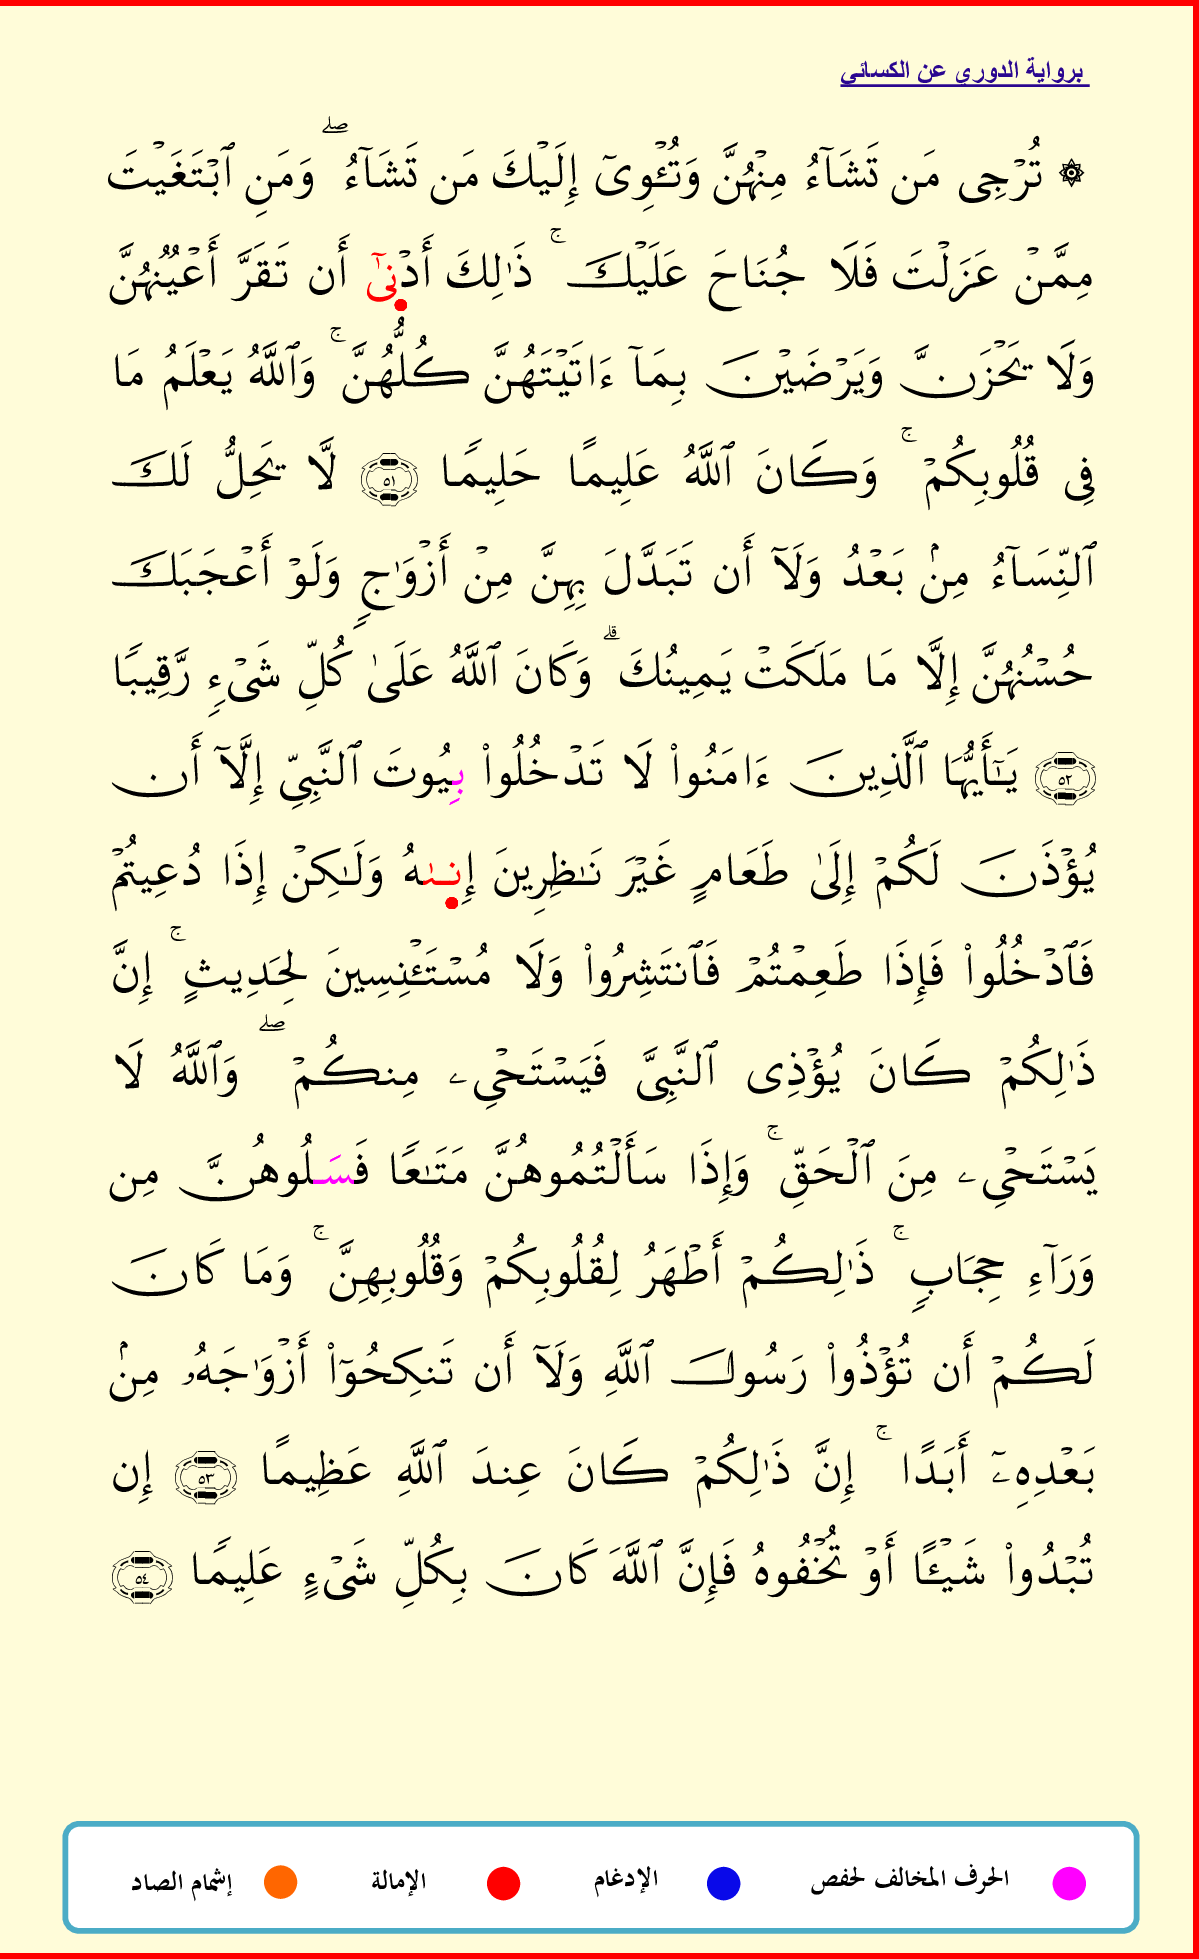 برواية الدوري عن الكسائي
۞ تُرْجِى مَن تَشَآءُ مِنْهُنَّ وَتُـْٔوِىٓ إِلَيْكَ مَن تَشَآءُ ۖ وَمَنِ ٱبْتَغَيْتَ
مِمَّنْ عَزَلْتَ فَلَا جُنَاحَ عَلَيْكَ ۚ ذَٰلِكَ أَدْنِىٰٓ أَن تَقَرَّ أَعْيُنُهُنَّ
وَلَا يَحْزَنَّ وَيَرْضَيْنَ بِمَآ ءَاتَيْتَهُنَّ كُلُّهُنَّ ۚ وَٱللَّهُ يَعْلَمُ مَا
فِى قُلُوبِكُمْ ۚ وَكَانَ ٱللَّهُ عَلِيمًا حَلِيمًا ٥١ لَّا يَحِلُّ لَكَ
ٱلنِّسَآءُ مِنۢ بَعْدُ وَلَآ أَن تَبَدَّلَ بِهِنَّ مِنْ أَزْوَٰجٍ وَلَوْ أَعْجَبَكَ
حُسْنُهُنَّ إِلَّا مَا مَلَكَتْ يَمِينُكَ ۗ وَكَانَ ٱللَّهُ عَلَىٰ كُلِّ شَىْءٍ رَّقِيبًا
٥٢ يَـٰٓأَيُّهَا ٱلَّذِينَ ءَامَنُوا۟ لَا تَدْخُلُوا۟ بِيُوتَ ٱلنَّبِىِّ إِلَّآ أَن
يُؤْذَنَ لَكُمْ إِلَىٰ طَعَامٍ غَيْرَ نَـٰظِرِينَ إِنـىٰهُ وَلَـٰكِنْ إِذَا دُعِيتُمْ
فَٱدْخُلُوا۟ فَإِذَا طَعِمْتُمْ فَٱنتَشِرُوا۟ وَلَا مُسْتَـْٔنِسِينَ لِحَدِيثٍ ۚ إِنَّ
ذَٰلِكُمْ كَانَ يُؤْذِى ٱلنَّبِىَّ فَيَسْتَحْىِۦ مِنكُمْ ۖ وَٱللَّهُ لَا
يَسْتَحْىِۦ مِنَ ٱلْحَقِّ ۚ وَإِذَا سَأَلْتُمُوهُنَّ مَتَـٰعًا فَسَلُوهُنَّ مِن
وَرَآءِ حِجَابٍ ۚ ذَٰلِكُمْ أَطْهَرُ لِقُلُوبِكُمْ وَقُلُوبِهِنَّ ۚ وَمَا كَانَ
لَكُمْ أَن تُؤْذُوا۟ رَسُولَ ٱللَّهِ وَلَآ أَن تَنكِحُوٓا۟ أَزْوَٰجَهُۥ مِنۢ
بَعْدِهِۦٓ أَبَدًا ۚ إِنَّ ذَٰلِكُمْ كَانَ عِندَ ٱللَّهِ عَظِيمًا ٥٣ إِن
تُبْدُوا۟ شَيْـًٔا أَوْ تُخْفُوهُ فَإِنَّ ٱللَّهَ كَانَ بِكُلِّ شَىْءٍ عَلِيمًا ٥٤
الحرف المخالف لحفص الإدغام الإمالة إشمام الصاد